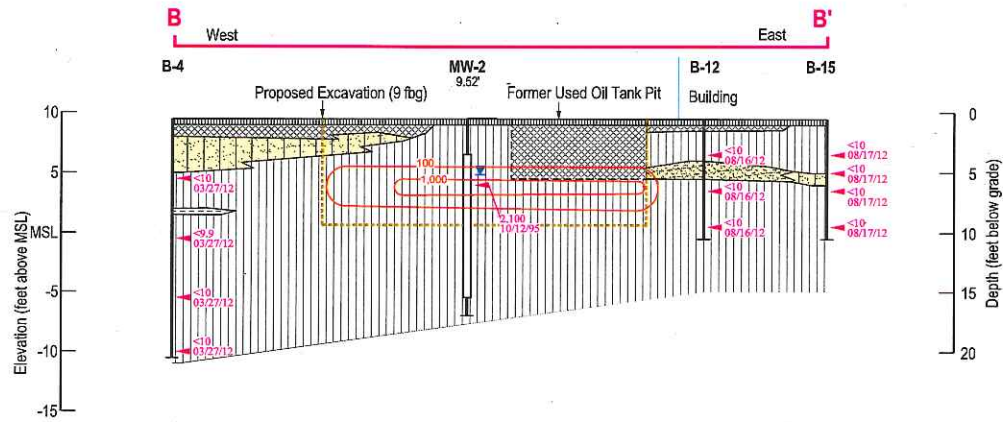 B
B'
West
East
B-4
MW-2
9.52'
B-12
B-15
Proposed Excavation (9 fbg)
Former Used Oil Tank Pit
Building
10
5
MSL
-5
-10
-15
Elevation (feet above MSL)
0
5
10
15
20
Depth (feet below grade)
100
1,000
2,100
10/12/95
<10
03/27/12
<9.9
03/27/12
<10
03/27/12
<10
03/27/12
<10
08/16/12
<10
08/16/12
<10
08/16/12
<10
08/17/12
<10
08/17/12
<10
08/17/12
<10
08/17/12